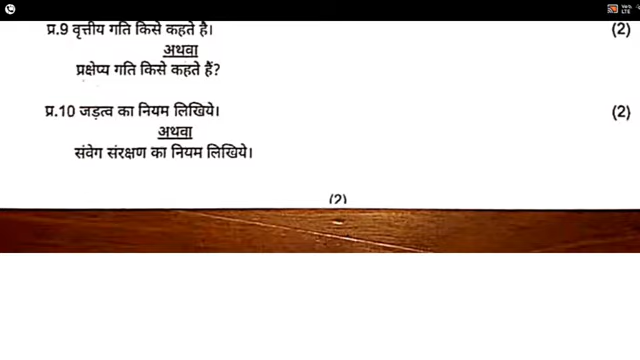 प्र.9 वृत्तीय गति किसे कहते है। (2)
अथवा
प्रक्षेप्य गति किसे कहते हैं?
प्र.10 जड़त्व का नियम लिखिये। (2)
अथवा
संवेग संरक्षण का नियम लिखिये।
(2)